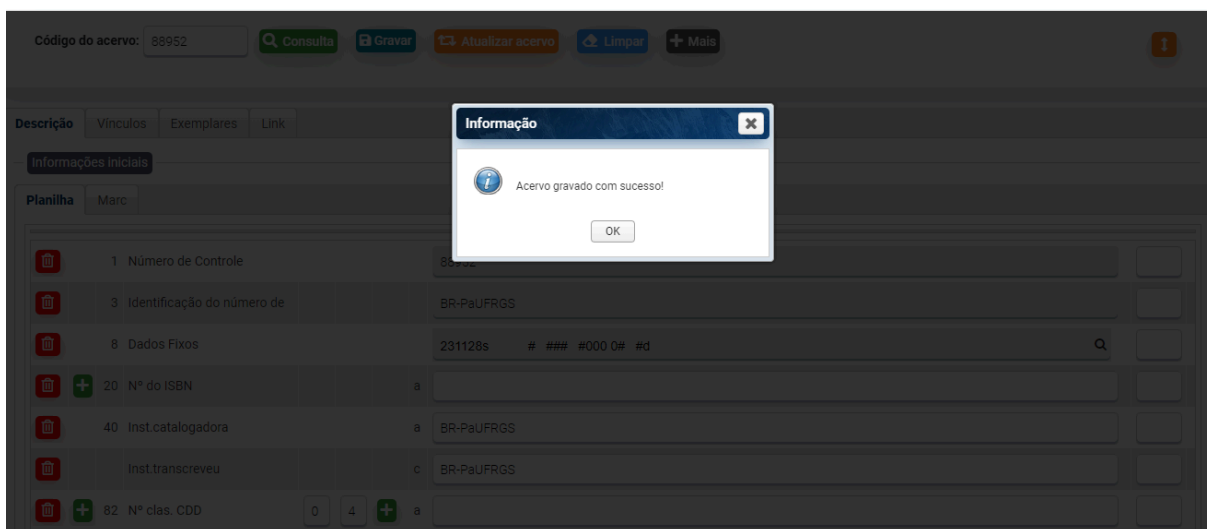 Código do acervo: 88952 Consulta Gravar Atualizar acervo Limpar Mais
Descrição Vínculos Exemplares Link
Informação
Informações iniciais
Acervo gravado com sucesso!
Planilha Marc
OK
1 Número de Controle 88952
3 Identificação do número de BR-PaUFRGS
8 Dados Fixos 231128s # ### #000 0# #d
20 Nº do ISBN a
40 Inst.catalogadora a BR-PaUFRGS
Inst.transcreveu c BR-PaUFRGS
82 Nº clas. CDD 0 4 a